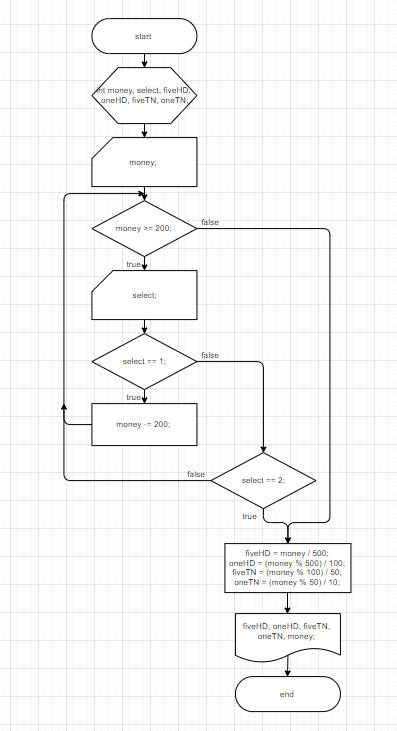 start
int money, select, fiveHD,
oneHD, fiveTN, oneTN;
money;
money >= 200;
false
true
select;
select == 1;
false
true
money -= 200;
false
select == 2;
true
fiveHD = money / 500;
oneHD = (money % 500) / 100;
fiveTN = (money % 100) / 50;
oneTN = (money % 50) / 10;
fiveHD, oneHD, fiveTN,
oneTN, money;
end